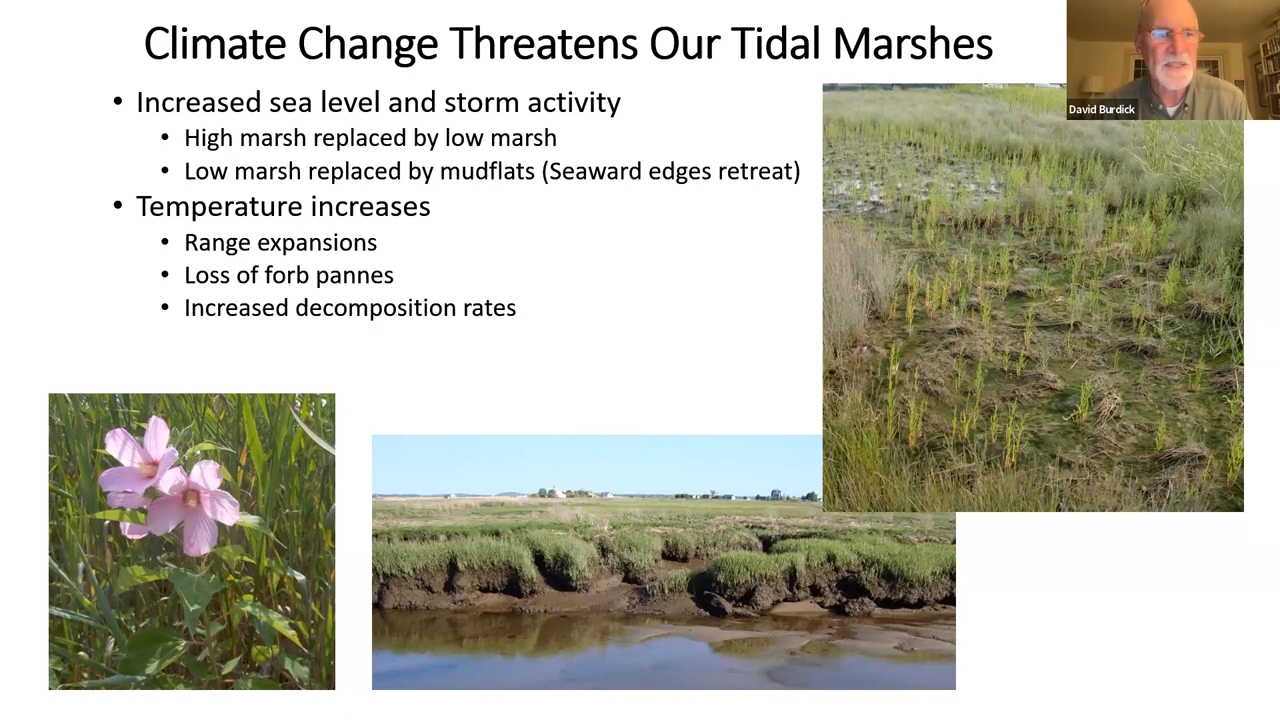 Climate Change Threatens Our Tidal Marshes
David Burdick
• Increased sea level and storm activity
• High marsh replaced by low marsh
• Low marsh replaced by mudflats (Seaward edges retreat)
• Temperature increases
• Range expansions
• Loss of forb pannes
• Increased decomposition rates